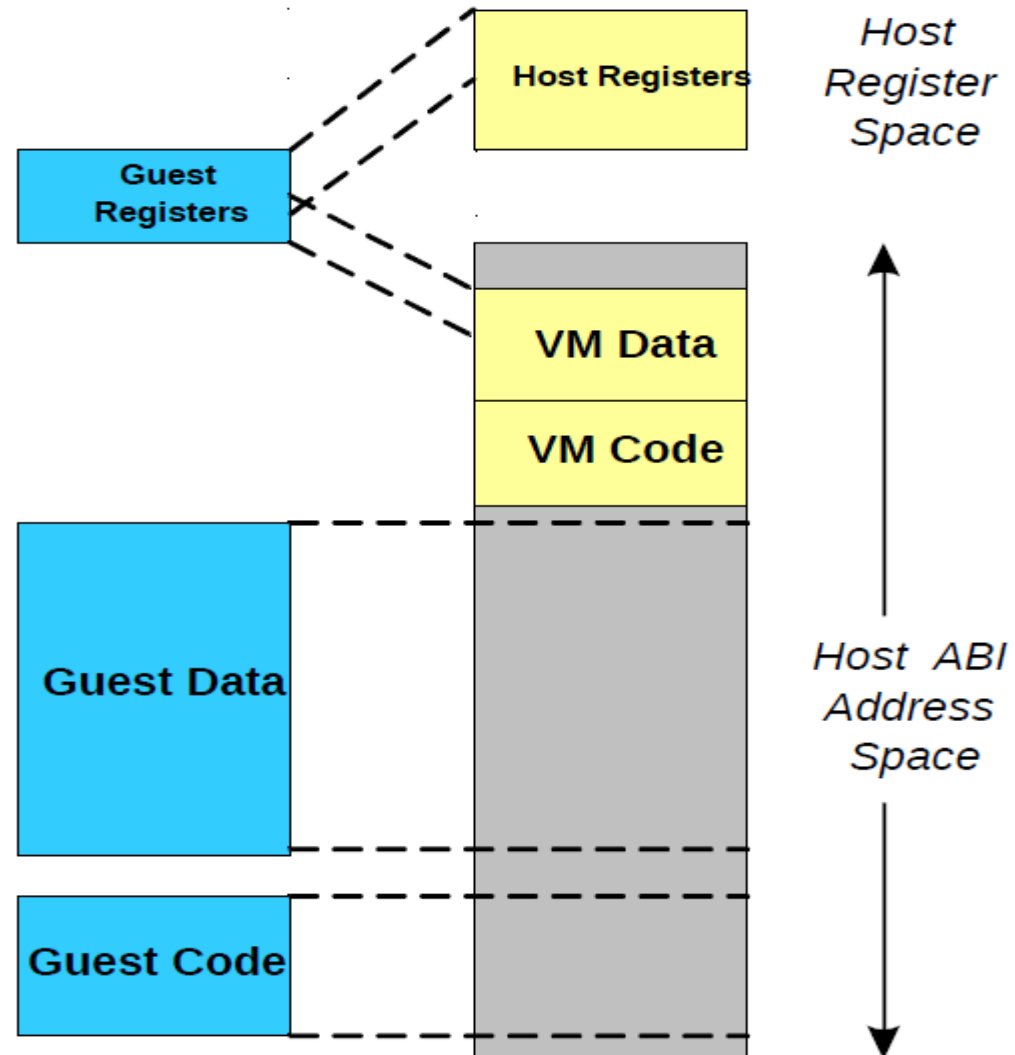 Host
Register
Space
Host Registers
Guest
Registers
VM Data
VM Code
Guest Data
Host ABI
Address
Space
Guest Code